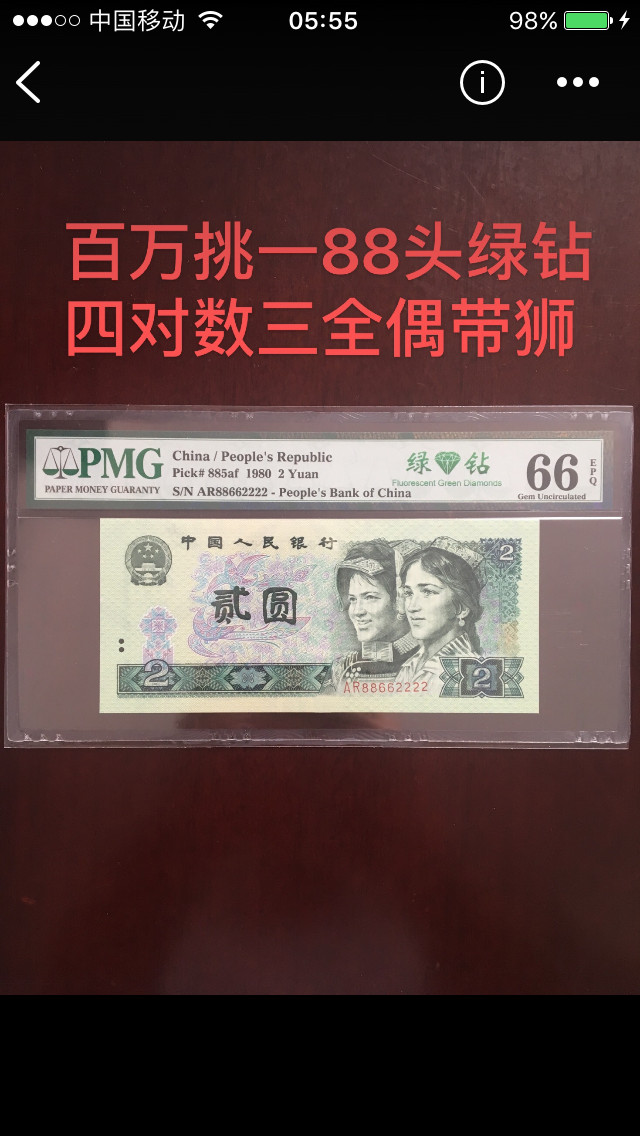 中国移动
05:55
98%
百万挑一88头绿钻
四对数三全偶带狮
PMG
PAPER MONEY GUARANTY
China / People's Republic
Pick# 885af 1980 2 Yuan
S/N AR88662222 - People's Bank of China
绿钻
Fluorescent Green Diamonds
66
EPQ
Gem Uncirculated
中国人民银行
2
贰圆
2
AR88662222
2